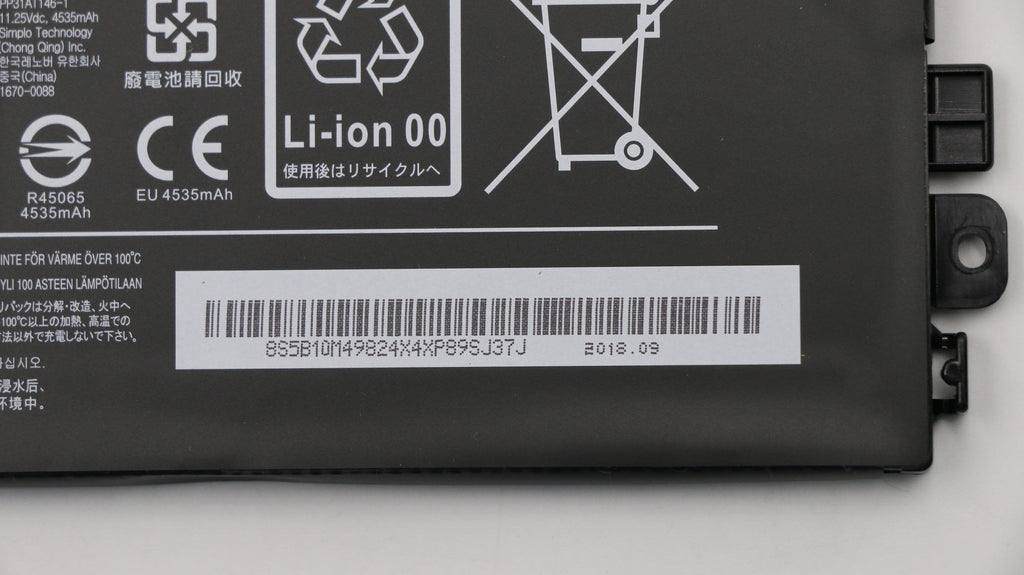 PP31AT146-1
11.25Vdc, 4535mAh
Simplo Technology
(Chong Qing) Inc.
한국레노버 유한회사
중국(China)
1670-0088
廢電池請回收
Li-ion 00
使用後はリサイクルへ
R45065
4535mAh
CE
EU 4535mAh
INTE FÖR VÄRME ÖVER 100°C
YLI 100 ASTEEN LÄMPÖTILAAN
パックは分解・改造、火中へ
100°C以上の加熱、高温での
方法以外で充電しないで下さい。
십시오.
浸水后、
环境中。
8S5B10M49824X4XP89SJ37J
2018.09